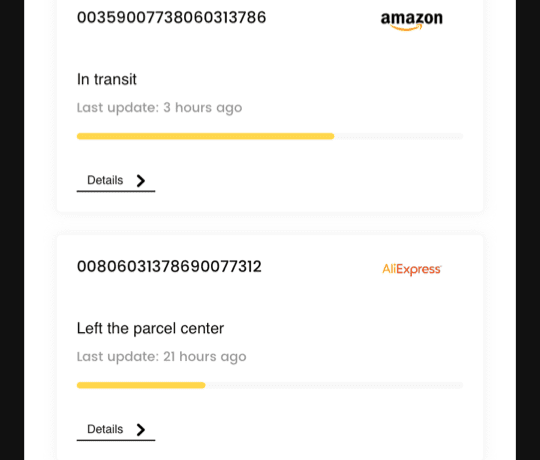 00359007738060313786
amazon
In transit
Last update: 3 hours ago
Details
00806031378690077312
AliExpress
Left the parcel center
Last update: 21 hours ago
Details